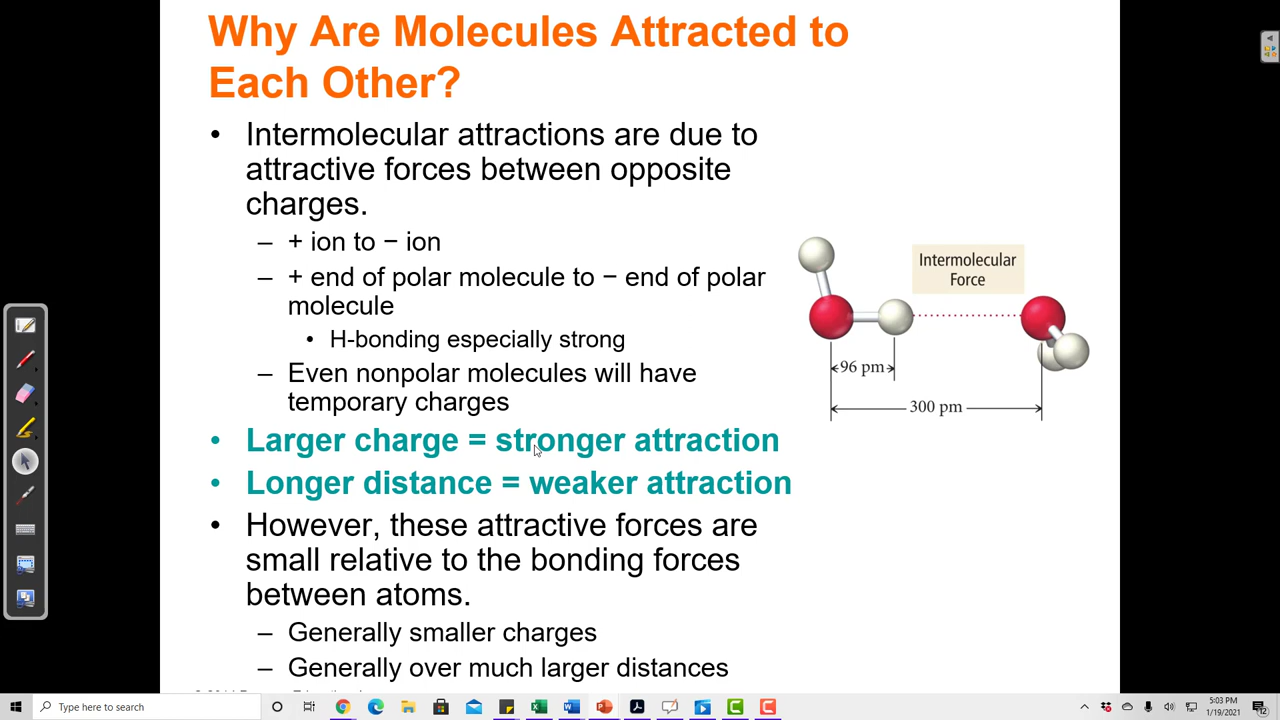 Why Are Molecules Attracted to
Each Other?
• Intermolecular attractions are due to
attractive forces between opposite
charges.
– + ion to − ion
– + end of polar molecule to − end of polar
molecule
• H-bonding especially strong
– Even nonpolar molecules will have
temporary charges
• Larger charge = stronger attraction
• Longer distance = weaker attraction
• However, these attractive forces are
small relative to the bonding forces
between atoms.
– Generally smaller charges
– Generally over much larger distances
Intermolecular
Force
96 pm
300 pm
Type here to search
5:03 PM
1/19/2021
12